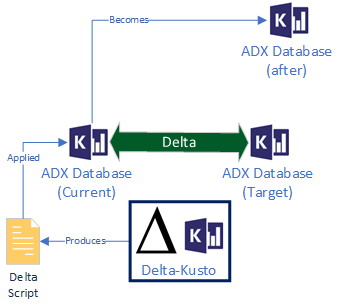 Becomes
ADX Database
(after)
Delta
Applied
ADX Database
(Current)
ADX Database
(Target)
Produces
Δ
Delta-Kusto
Delta
Script
K
K
K
K